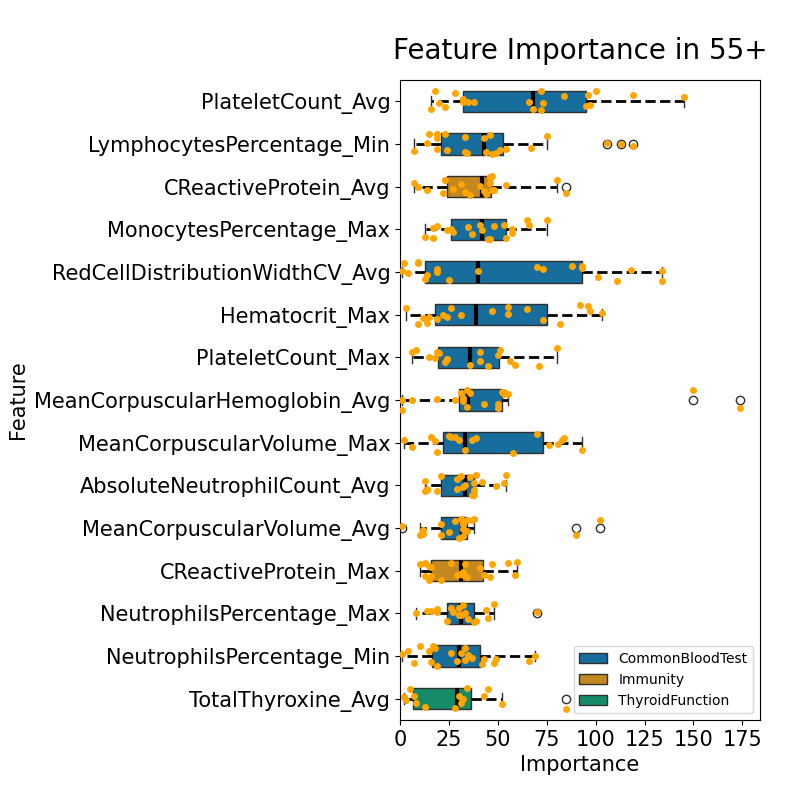 Feature Importance in 55+
PlateletCount_Avg
LymphocytesPercentage_Min
CReactiveProtein_Avg
MonocytesPercentage_Max
RedCellDistributionWidthCV_Avg
Hematocrit_Max
PlateletCount_Max
MeanCorpuscularHemoglobin_Avg
MeanCorpuscularVolume_Max
AbsoluteNeutrophilCount_Avg
MeanCorpuscularVolume_Avg
CReactiveProtein_Max
NeutrophilsPercentage_Max
NeutrophilsPercentage_Min
TotalThyroxine_Avg
Feature
CommonBloodTest
Immunity
ThyroidFunction
0 25 50 75 100 125 150 175
Importance